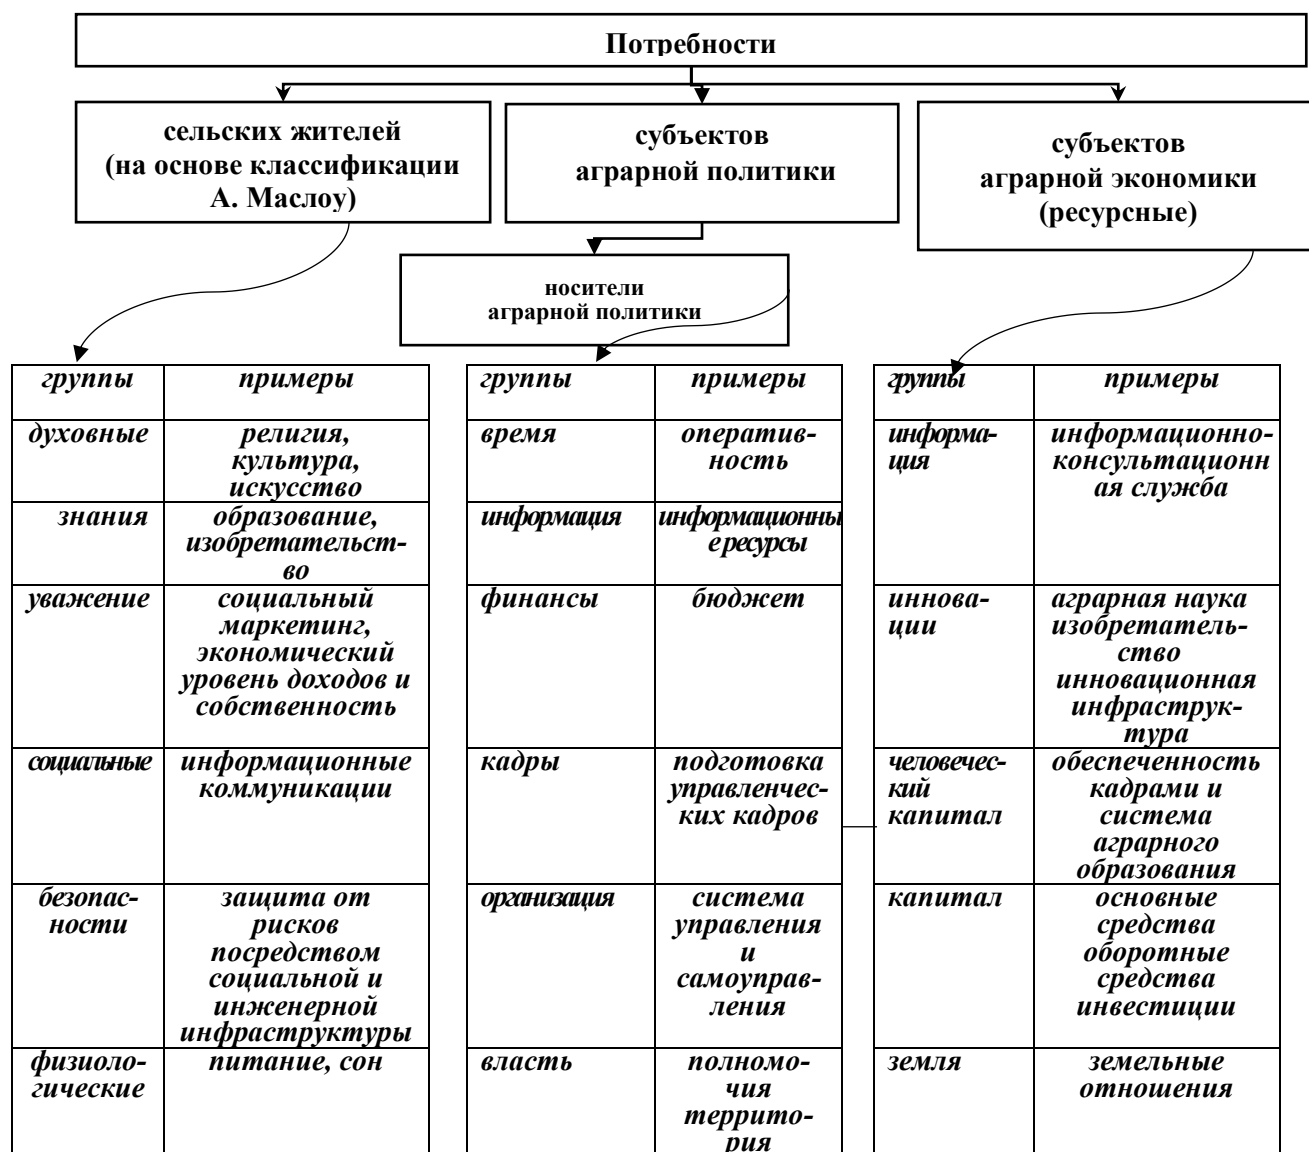 Потребности
сельских жителей
(на основе классификации
А. Маслоу)
субъектов
аграрной политики
субъектов
аграрной экономики
(ресурсные)
носители
аграрной политики
группы
примеры
духовные
религия,
культура,
искусство
знания
образование,
изобретательст-
во
уважение
социальный
маркетинг,
экономический
уровень доходов и
собственность
социальные
информационные
коммуникации
безопас-
ности
защита от
рисков
посредством
социальной и
инженерной
инфраструктуры
физиоло-
гические
питание, сон
группы
примеры
время
оператив-
ность
информация
информационны
е ресурсы
финансы
бюджет
кадры
подготовка
управленчес-
ких кадров
организация
система
управления
и
самоуправ-
ления
власть
полномо-
чия
террито-
рия
группы
примеры
информа-
ция
информационно-
консультационн
ая служба
иннова-
ции
аграрная наука
изобретатель-
ство
инновационная
инфраструк-
тура
человечес-
кий
капитал
обеспеченность
кадрами и
система
аграрного
образования
капитал
основные
средства
оборотные
средства
инвестиции
земля
земельные
отношения